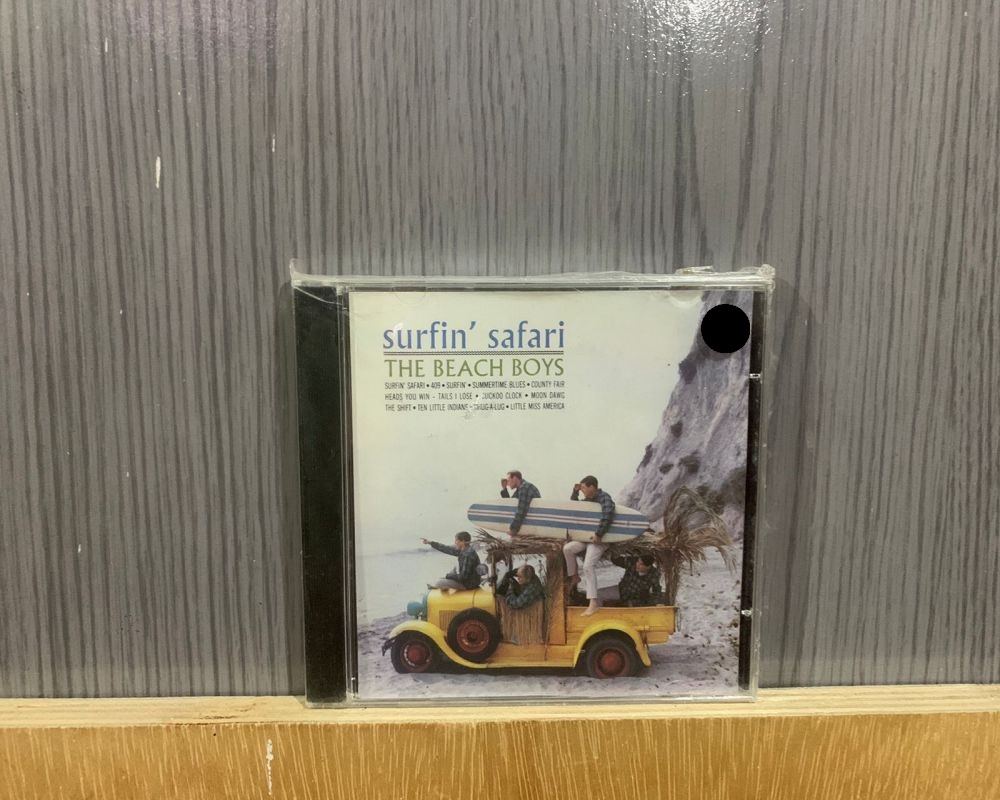 surfin' safari
THE BEACH BOYS
SURFIN' SAFARI • 409 • SURFIN' • SUMMERTIME BLUES • COUNTY FAIR
HEADS YOU WIN - TAILS I LOSE • CUCKOO CLOCK • MOON DAWG
THE SHIFT • TEN LITTLE INDIANS • CHUG-A-LUG • LITTLE MISS AMERICA